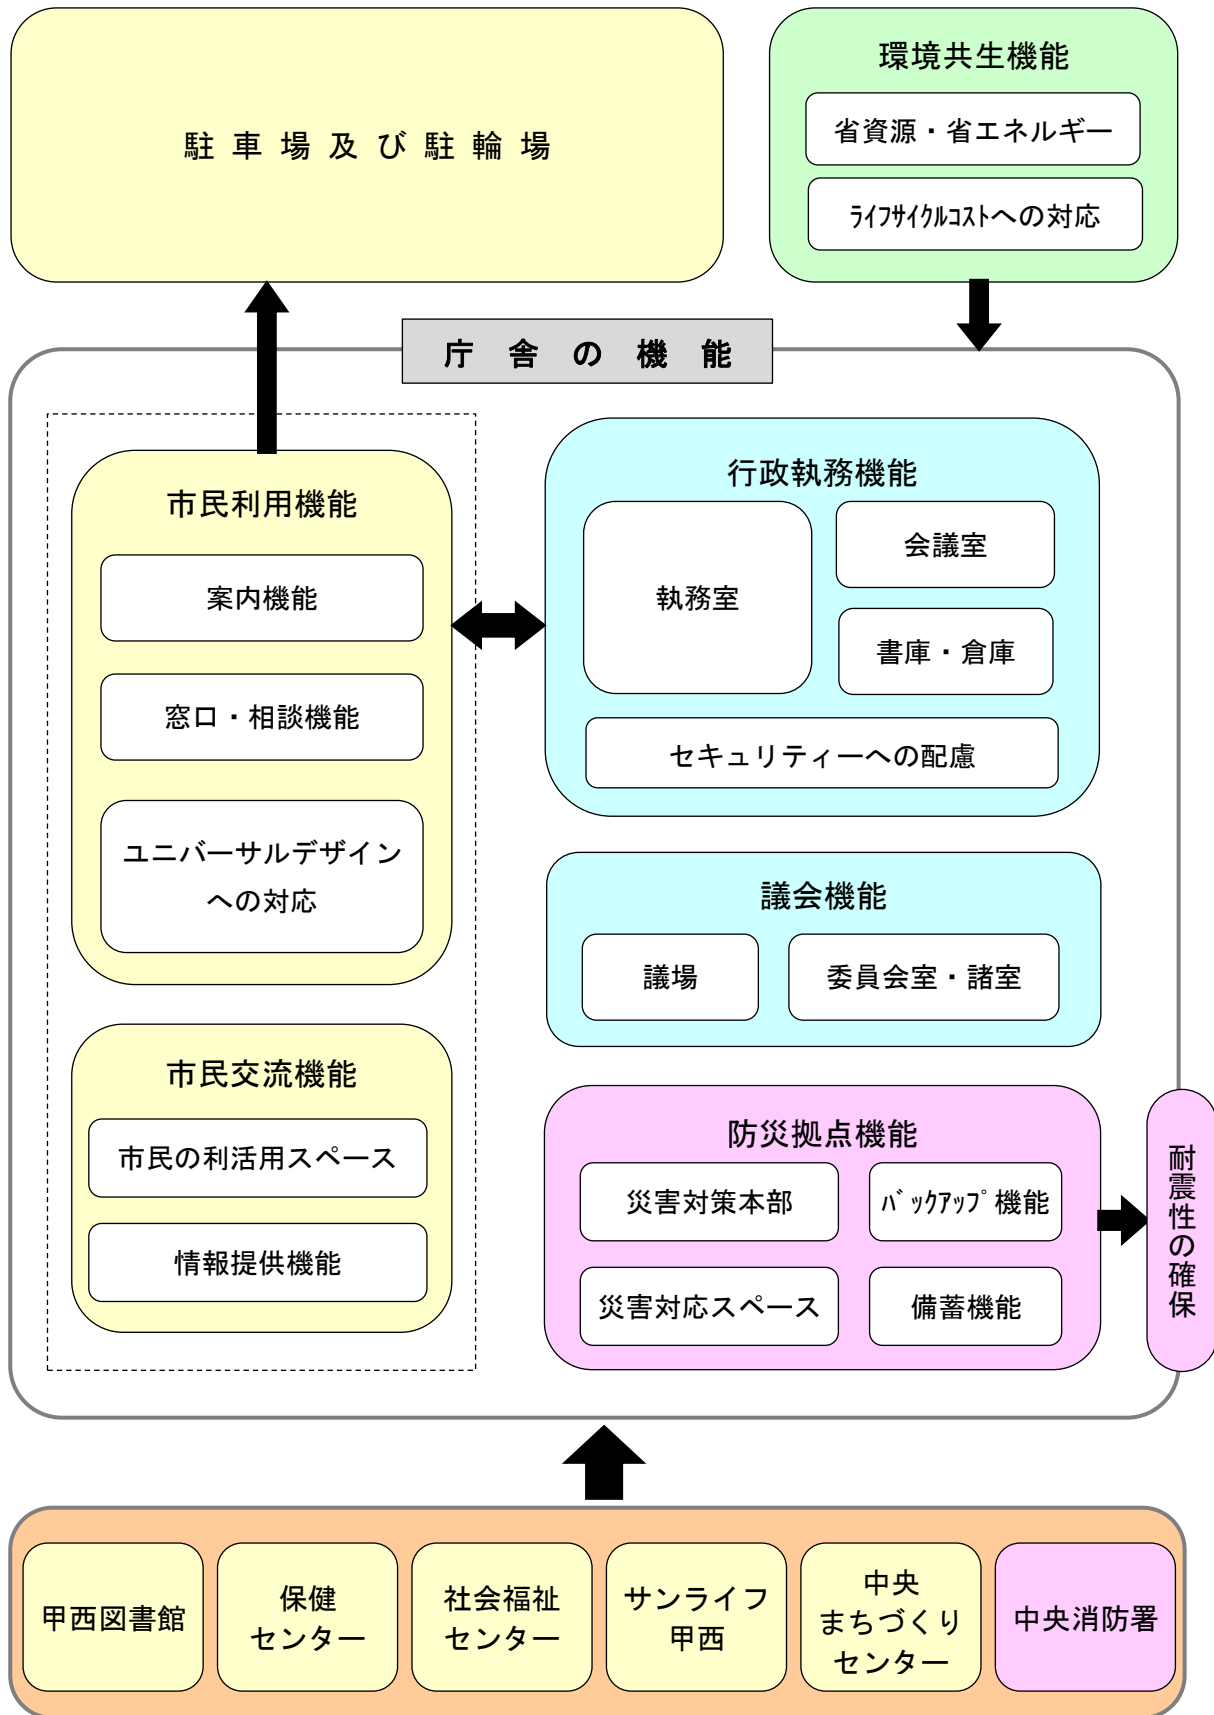 駐車場及び駐輪場
環境共生機能
省資源・省エネルギー
ﾗｲﾌｻｲｸﾙｺｽﾄへの対応
庁舎の機能
市民利用機能
案内機能
窓口・相談機能
ユニバーサルデザイン
への対応
市民交流機能
市民の利活用スペース
情報提供機能
行政執務機能
執務室
会議室
書庫・倉庫
セキュリティーへの配慮
議会機能
議場
委員会室・諸室
防災拠点機能
災害対策本部
ﾊﾞｯｸｱｯﾌﾟ機能
災害対応スペース
備蓄機能
耐震性の確保
甲西図書館
保健
センター
社会福祉
センター
サンライフ
甲西
中央
まちづくり
センター
中央消防署